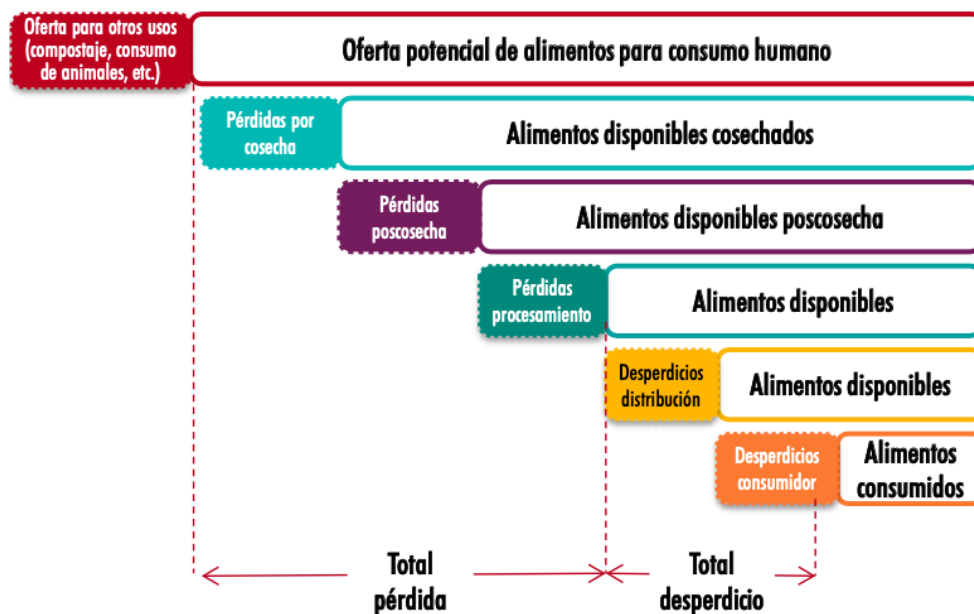 Oferta para otros usos
(compostaje, consumo
de animales, etc.)
Oferta potencial de alimentos para consumo humano
Pérdidas por
cosecha
Alimentos disponibles cosechados
Pérdidas
poscosecha
Alimentos disponibles poscosecha
Pérdidas
procesamiento
Alimentos disponibles
Desperdicios
distribución
Alimentos disponibles
Desperdicios
consumidor
Alimentos
consumidos
Total
pérdida
Total
desperdicio